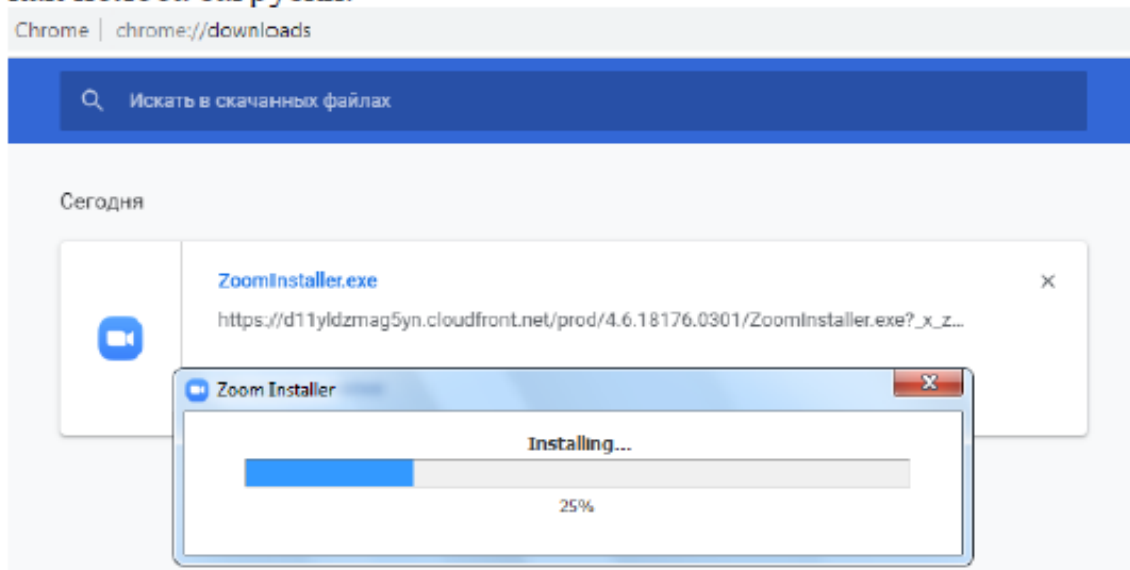 Chrome | chrome://downloads
Искать в скачанных файлах
Сегодня
ZoomInstaller.exe
https://d11yldzmag5yn.cloudfront.net/prod/4.6.18176.0301/ZoomInstaller.exe?_x_z...
Zoom Installer
Installing...
25%